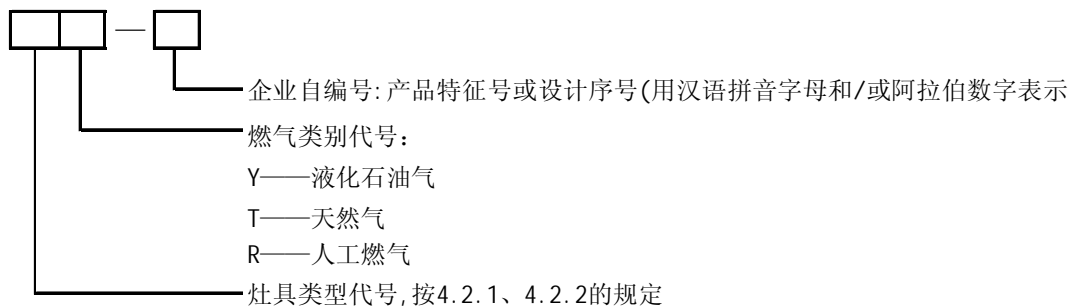 —
企业自编号:产品特征号或设计序号(用汉语拼音字母和/或阿拉伯数字表示
燃气类别代号:
Y——液化石油气
T——天然气
R——人工燃气
灶具类型代号,按4.2.1、4.2.2的规定